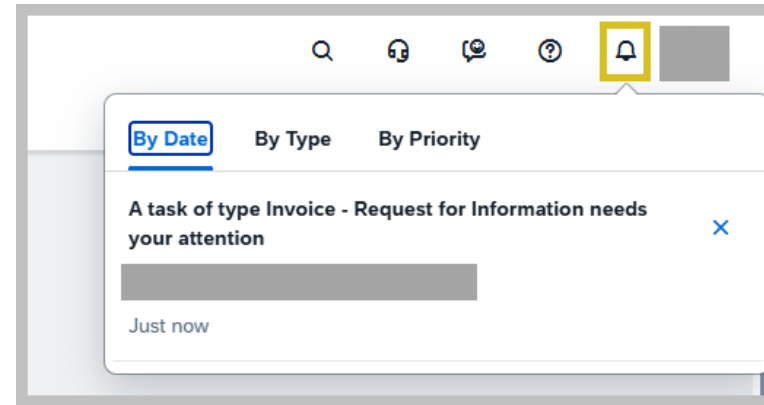 By Date By Type By Priority
A task of type Invoice - Request for Information needs
your attention
Just now